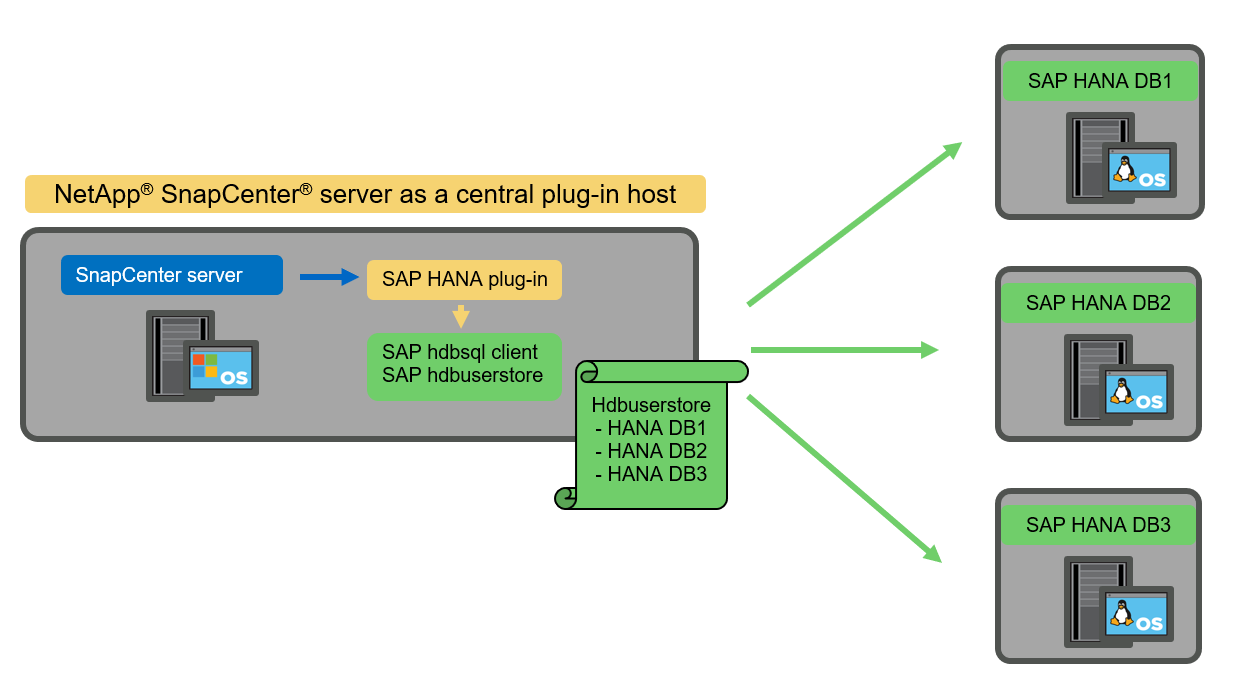 NetApp® SnapCenter® server as a central plug-in host
SnapCenter server
SAP HANA plug-in
SAP hdbsql client
SAP hdbuserstore
OS
Hdbuserstore
- HANA DB1
- HANA DB2
- HANA DB3
SAP HANA DB1
OS
SAP HANA DB2
OS
SAP HANA DB3
OS